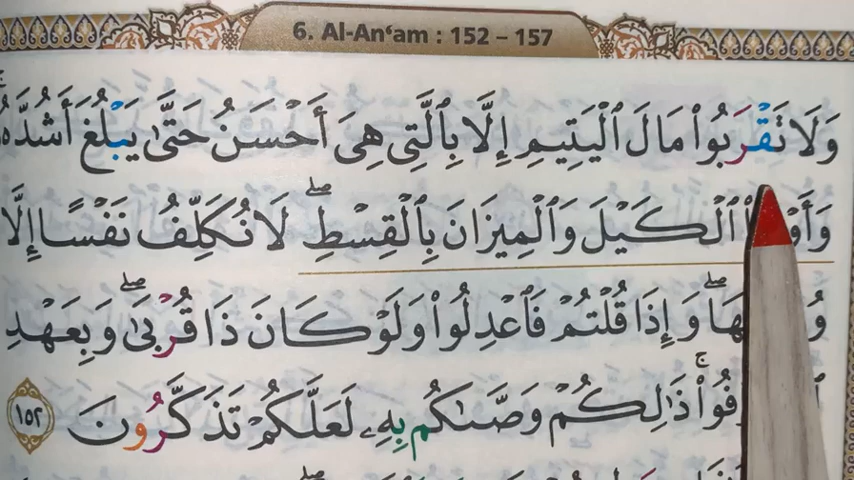 6. Al-An‘am : 152 – 157
وَلَا تَقْرَبُوا۟ مَالَ ٱلْيَتِيمِ إِلَّا بِٱلَّتِى هِىَ أَحْسَنُ حَتَّىٰ يَبْلُغَ أَشُدَّهُۥ
ٱلْكَيْلَ وَٱلْمِيزَانَ بِٱلْقِسْطِ ۖ لَا نُكَلِّفُ نَفْسًا إِلَّا
وَإِذَا قُلْتُمْ فَٱعْدِلُوا۟ وَلَوْ كَانَ ذَا قُرْبَىٰ ۖ وَبِعَهْدِ
ذَٰلِكُمْ وَصَّىٰكُم بِهِۦ لَعَلَّكُمْ تَذَكَّرُونَ ١٥٢